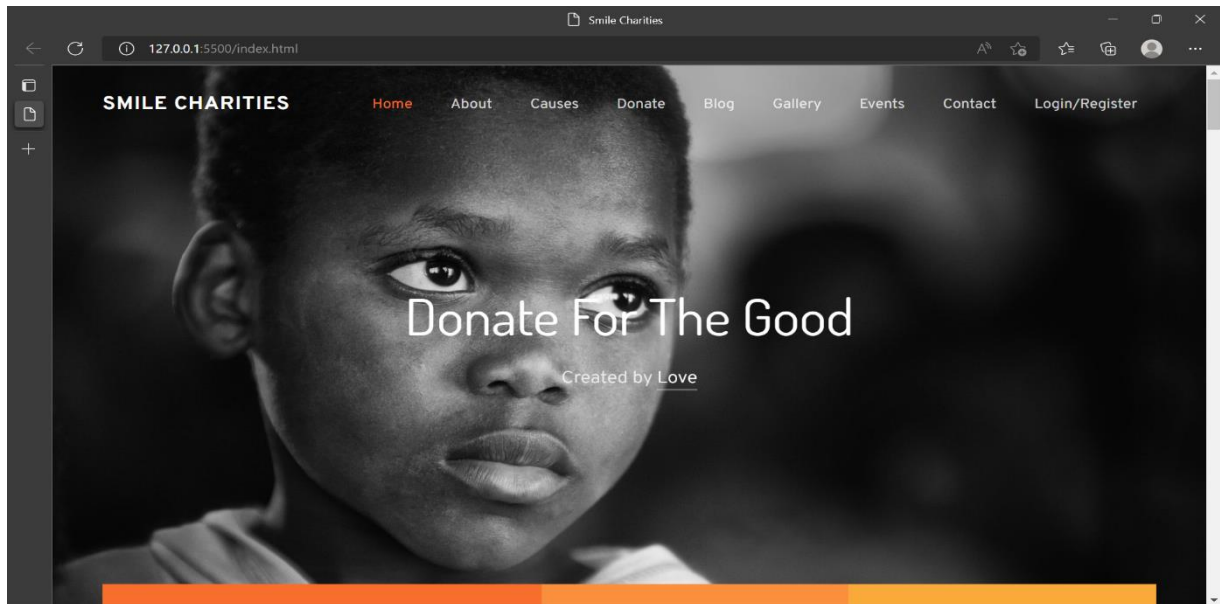 Smile Charities
127.0.0.1:5500/index.html
SMILE CHARITIES Home About Causes Donate Blog Gallery Events Contact Login/Register
Donate For The Good
Created by Love